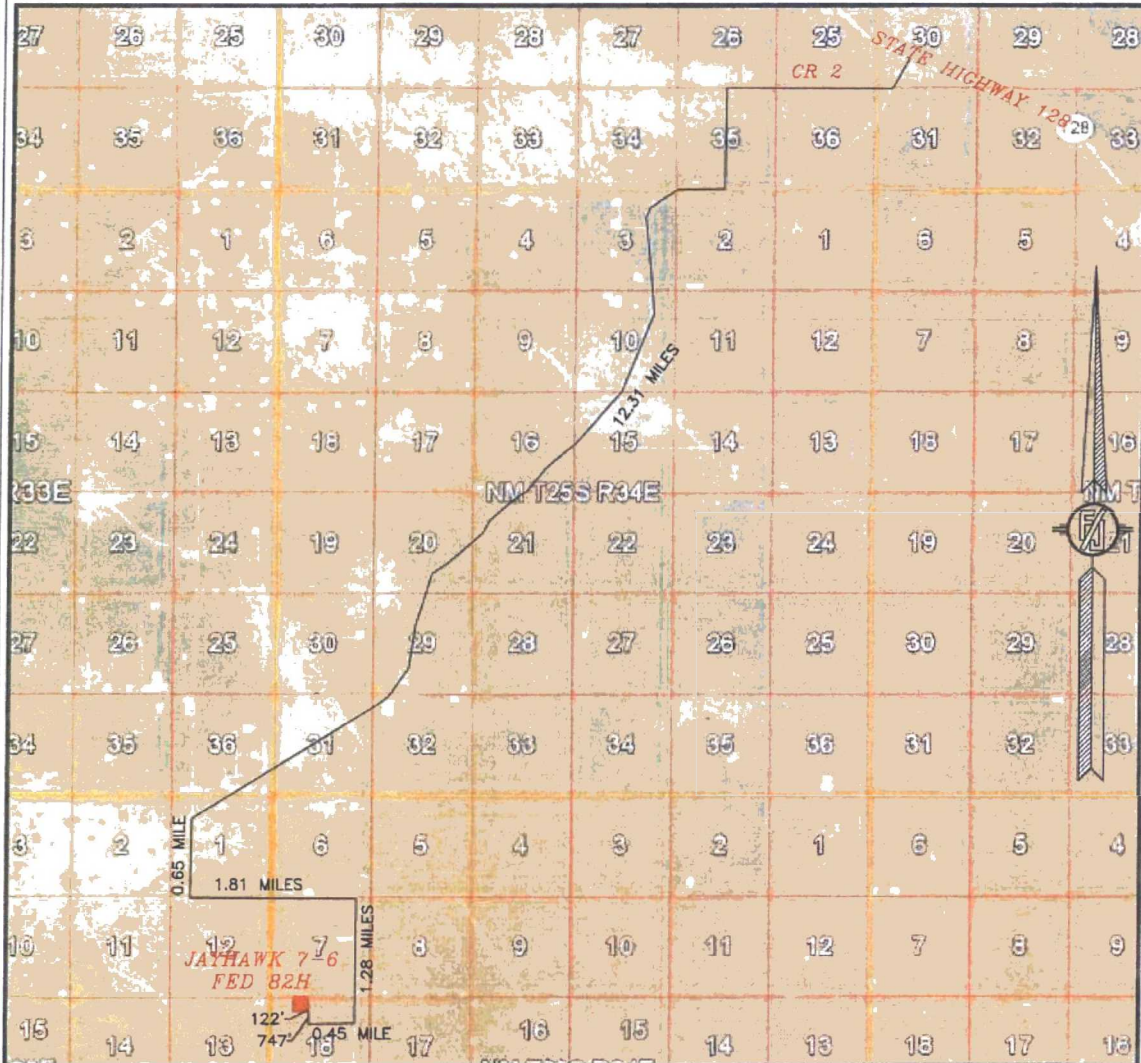 27 26 25 30 29 28 27 26 25 30 29 28
STATE HIGHWAY 128
CR 2
34 35 36 31 32 33 34 35 36 31 32 33
3 2 1 6 5 4 3 2 1 6 5 4
10 11 12 7 8 9 10 11 12 7 8 9
12.31 MILES
15 14 13 18 17 16 15 14 13 18 17 16
R33E NM T25S R34E NM T
22 23 24 19 20 21 22 23 24 19 20 21
27 26 25 30 29 28 27 26 25 30 29 28
34 35 36 31 32 33 34 35 36 31 32 33
3 2 1 6 5 4 3 2 1 6 5 4
0.65 MILE
1.81 MILES
10 11 12 7 8 9 10 11 12 7 8 9
1.28 MILES
JAYHAWK 7-6
FED 82H
122'
747' 0.45 MILE
15 14 13 18 17 16 15 14 13 18 17 16